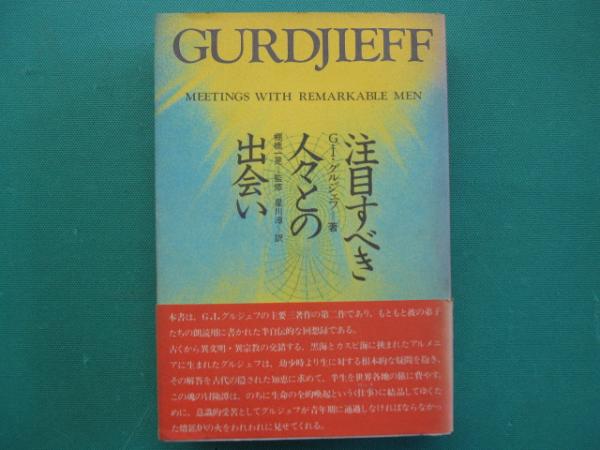 GURDJIEFF
MEETINGS WITH REMARKABLE MEN
注目すべき
人々との
出会い
G・I・グルジェフ—著
棚橋一晃—監修 星川淳—訳
本書は、G.I.グルジェフの主要三著作の第二作であり、もともと彼の弟子
たちの朗読用に書かれた半自伝的な回想録である。
古くから異文明・異宗教の交錯する、黒海とカスピ海に挟まれたアルメニ
アに生まれたグルジェフは、幼少時より生に対する根本的な疑問を抱き、
その解答を古代の隠された知恵に求めて、半生を世界各地の旅に費やす。
この魂の冒険譚は、のちに生命の全的喚起という〈仕事〉に結晶してゆくた
めに、意識的受苦としてグルジェフが青年期に通過しなければならなかっ
た熔鉱炉の火をわれわれに見せてくれる。